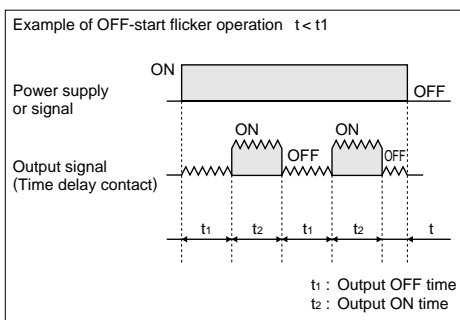 Example of OFF-start flicker operation t < t1
ON
Power supply
or signal
OFF
ON
ON
Output signal
(Time delay contact)
OFF
OFF
t1 t2 t1 t2 t
t1 : Output OFF time
t2 : Output ON time